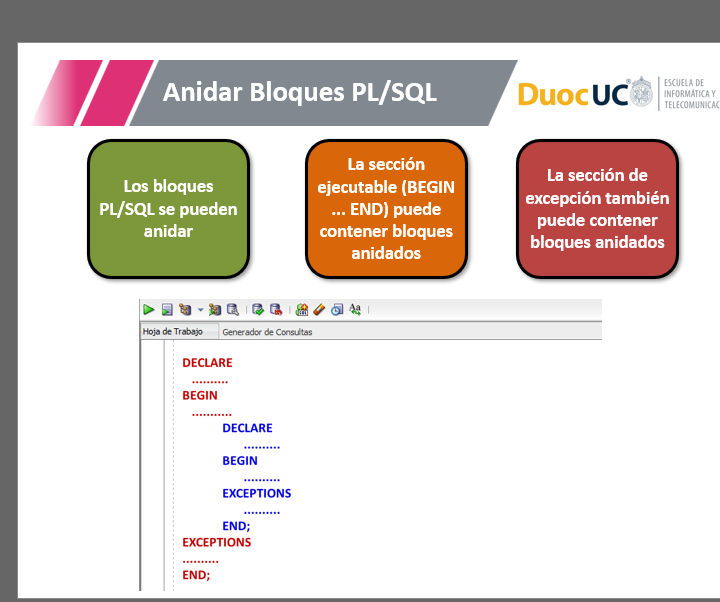 Anidar Bloques PL/SQL
DuocUC
ESCUELA DE
INFORMÁTICA Y
TELECOMUNICAC
Los bloques
PL/SQL se pueden
anidar
La sección
ejecutable (BEGIN
... END) puede
contener bloques
anidados
La sección de
excepción también
puede contener
bloques anidados
Hoja de Trabajo
Generador de Consultas
DECLARE
..........
BEGIN
...........
DECLARE
..........
BEGIN
..........
EXCEPTIONS
..........
END;
EXCEPTIONS
..........
END;